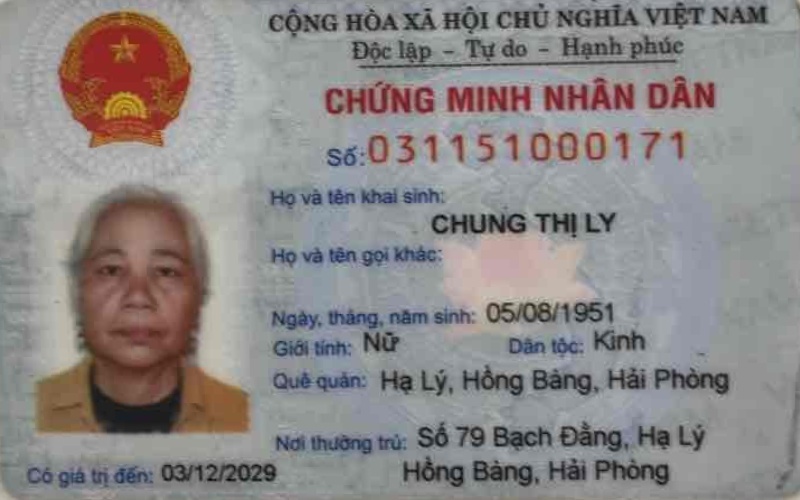 CỘNG HÒA XÃ HỘI CHỦ NGHĨA VIỆT NAM
Độc lập - Tự do - Hạnh phúc
CHỨNG MINH NHÂN DÂN
Số: 031151000171
Họ và tên khai sinh:
CHUNG THỊ LY
Họ và tên gọi khác:
Ngày, tháng, năm sinh: 05/08/1951
Giới tính: Nữ Dân tộc: Kinh
Quê quán: Hạ Lý, Hồng Bàng, Hải Phòng
Nơi thường trú: Số 79 Bạch Đằng, Hạ Lý
Hồng Bàng, Hải Phòng
Có giá trị đến: 03/12/2029